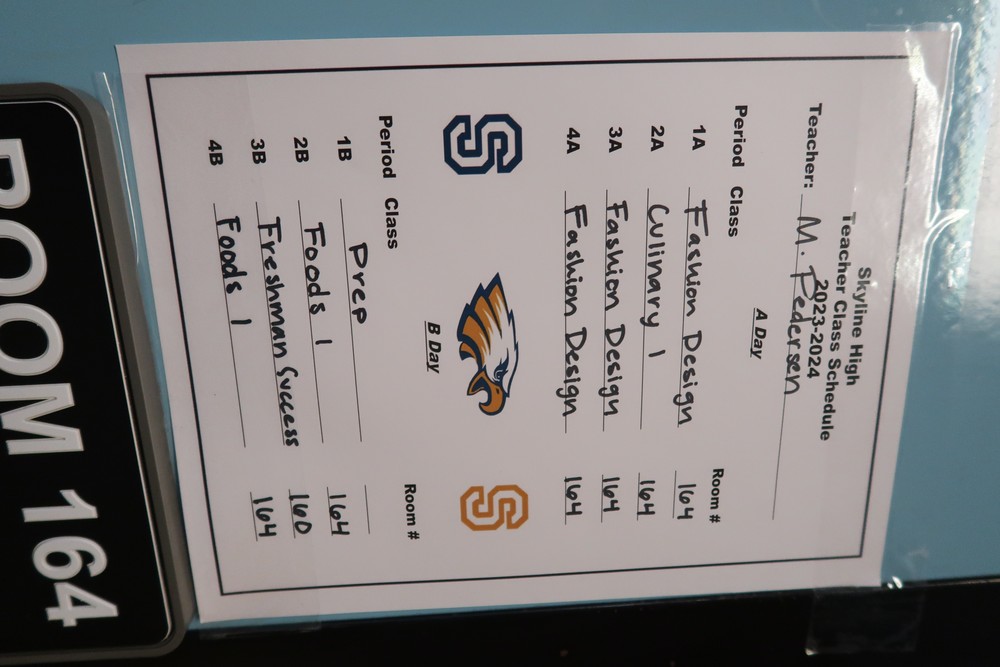 Skyline High
Teacher Class Schedule
2023-2024
Teacher: M. Pedersen
A Day
Period Class Room #
1A Fashion Design 164
2A Culinary 1 164
3A Fashion Design 164
4A Fashion Design 164
S S
B Day
Period Class Room #
1B Prep
2B Foods 1 164
3B Freshman Success 160
4B Foods 1 164
ROOM 164